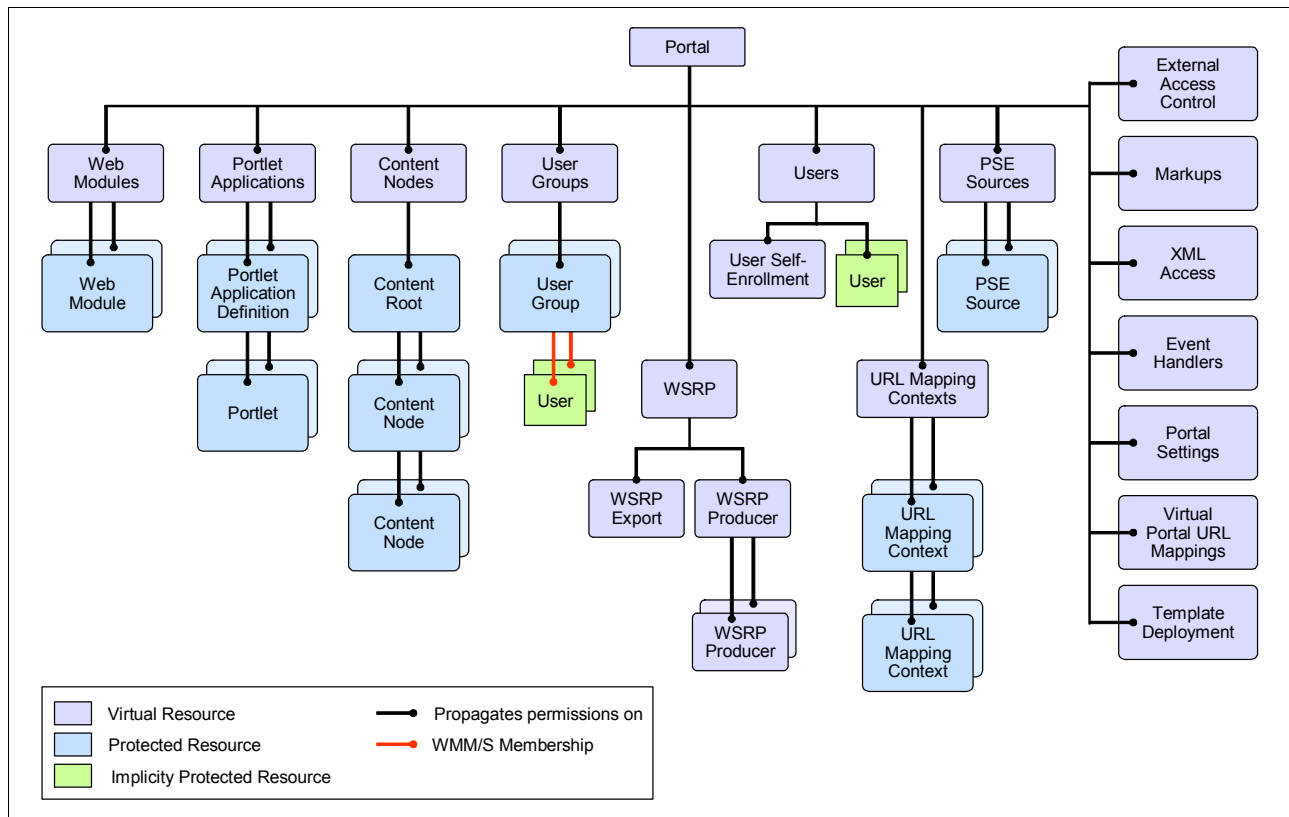 Portal
External
Access
Control
Web
Modules
Portlet
Applications
Content
Nodes
User
Groups
Users
PSE
Sources
Markups
Web
Module
Portlet
Application
Definition
Content
Root
User
Group
User Self-
Enrollment
User
PSE
Source
XML
Access
Portlet
Content
Node
User
WSRP
URL Mapping
Contexts
Event
Handlers
Portal
Settings
Content
Node
WSRP
Export
WSRP
Producer
URL
Mapping
Context
Virtual
Portal URL
Mappings
WSRP
Producer
URL
Mapping
Context
Template
Deployment
Virtual Resource
Propagates permissions on
Protected Resource
WMM/S Membership
Implicity Protected Resource